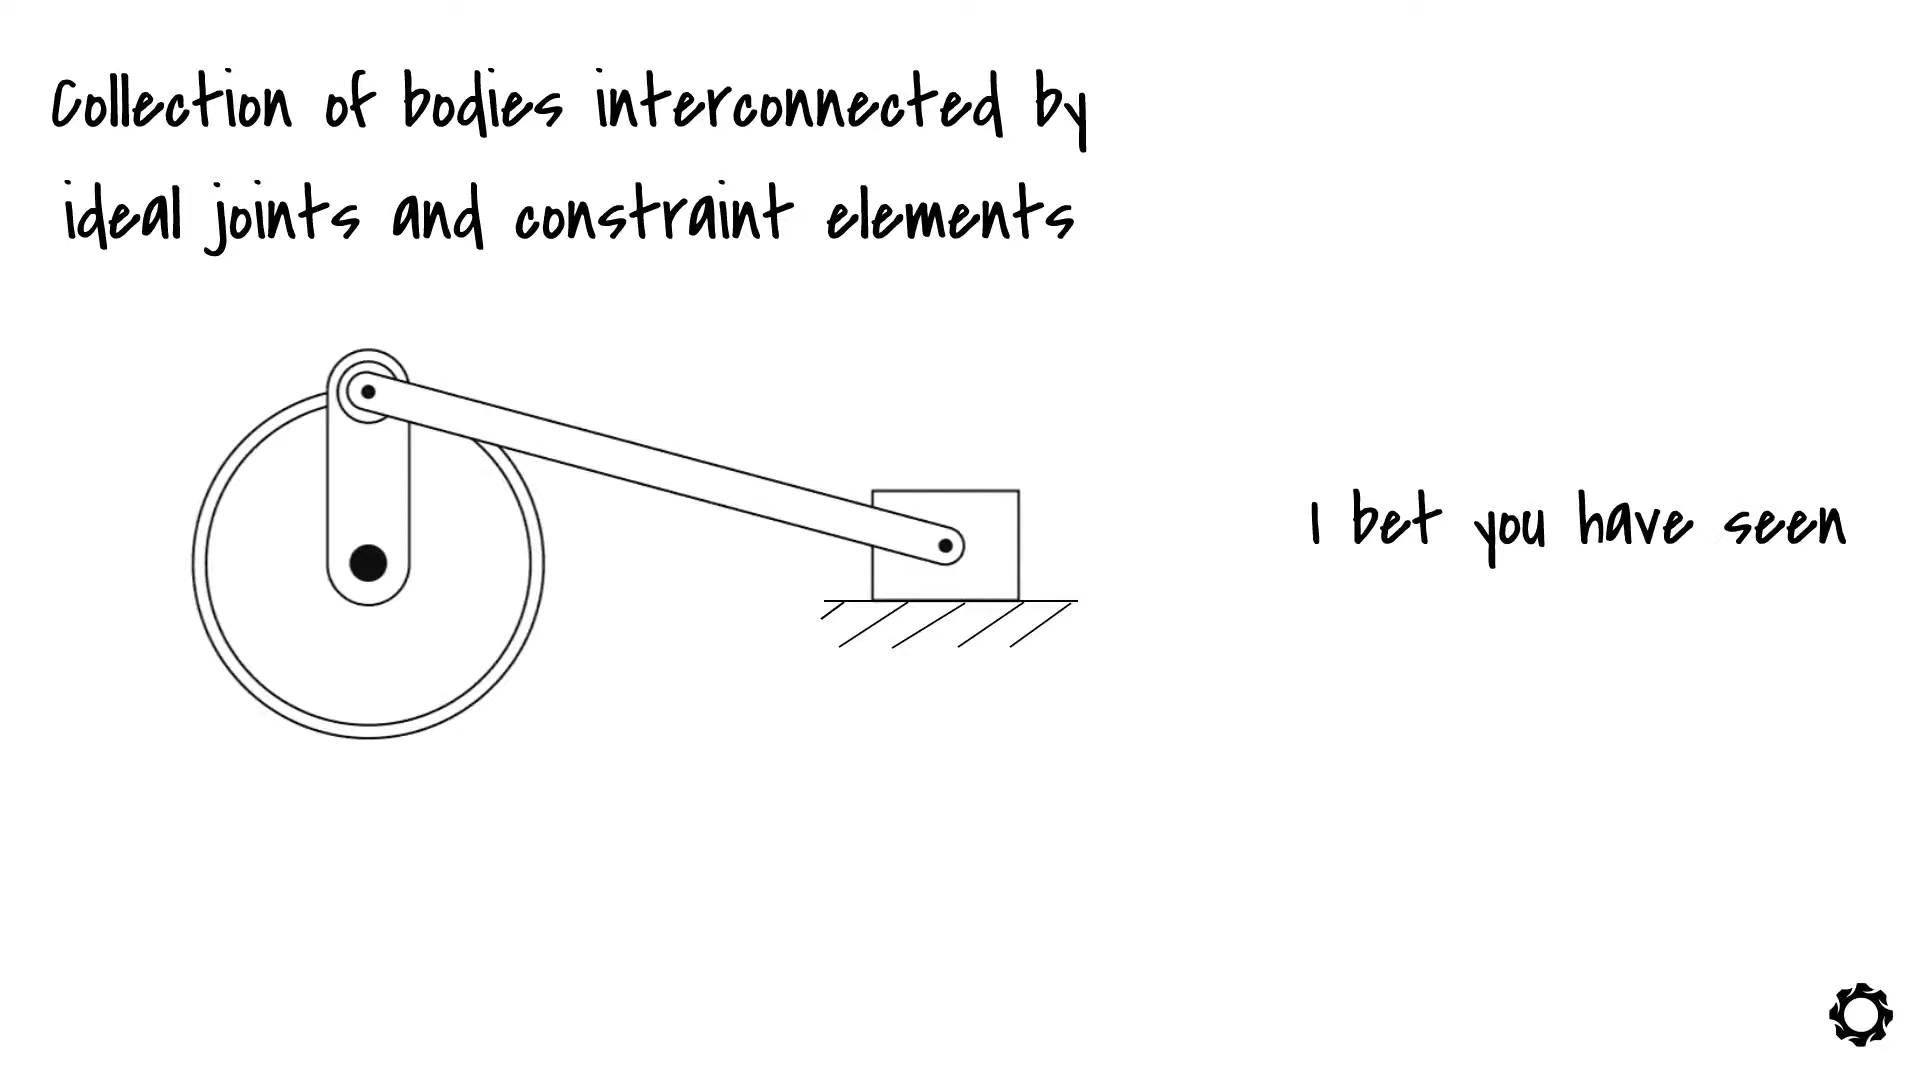 Collection of bodies interconnected by
ideal joints and constraint elements
I bet you have seen